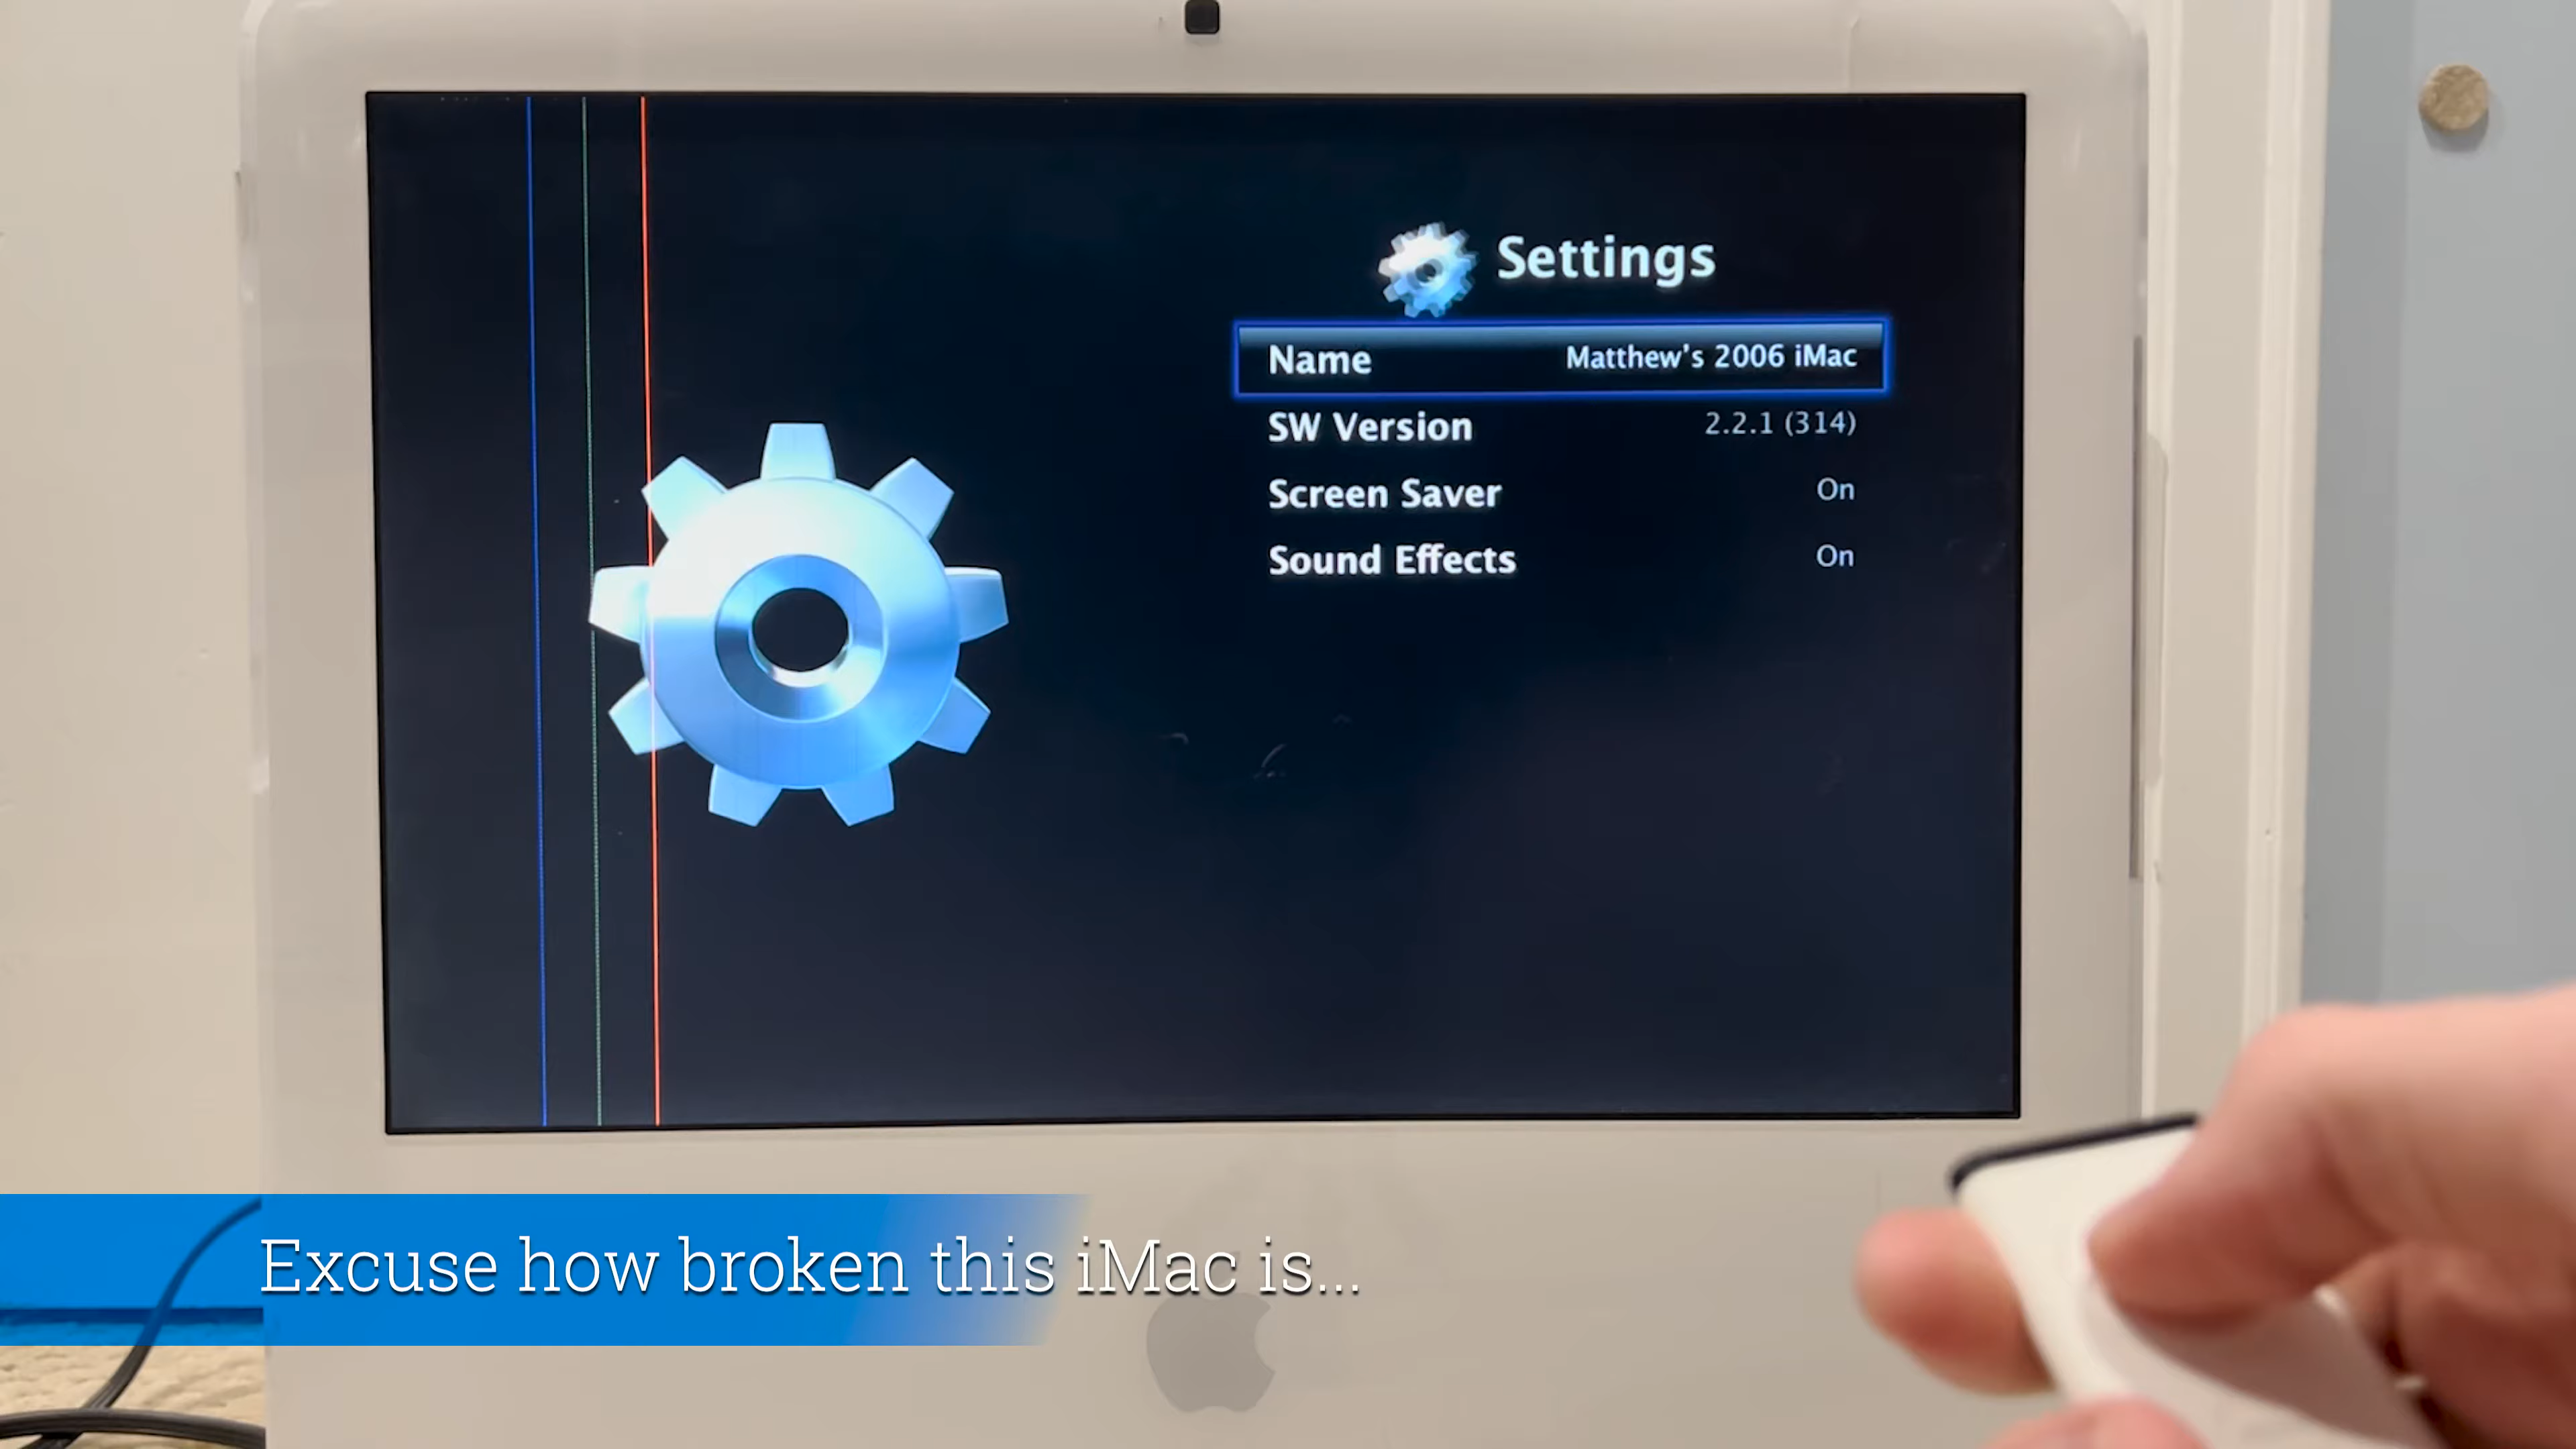 Settings
Name Matthew's 2006 iMac
SW Version 2.2.1 (314)
Screen Saver On
Sound Effects On
Excuse how broken this iMac is...